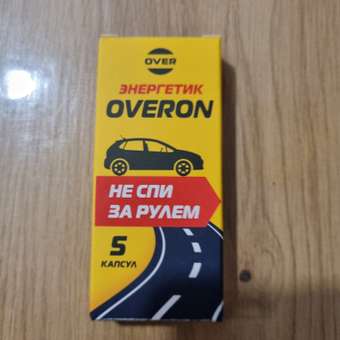 OVER
ЭНЕРГЕТИК
OVERON
НЕ СПИ
ЗА РУЛЕМ
5
КАПСУЛ